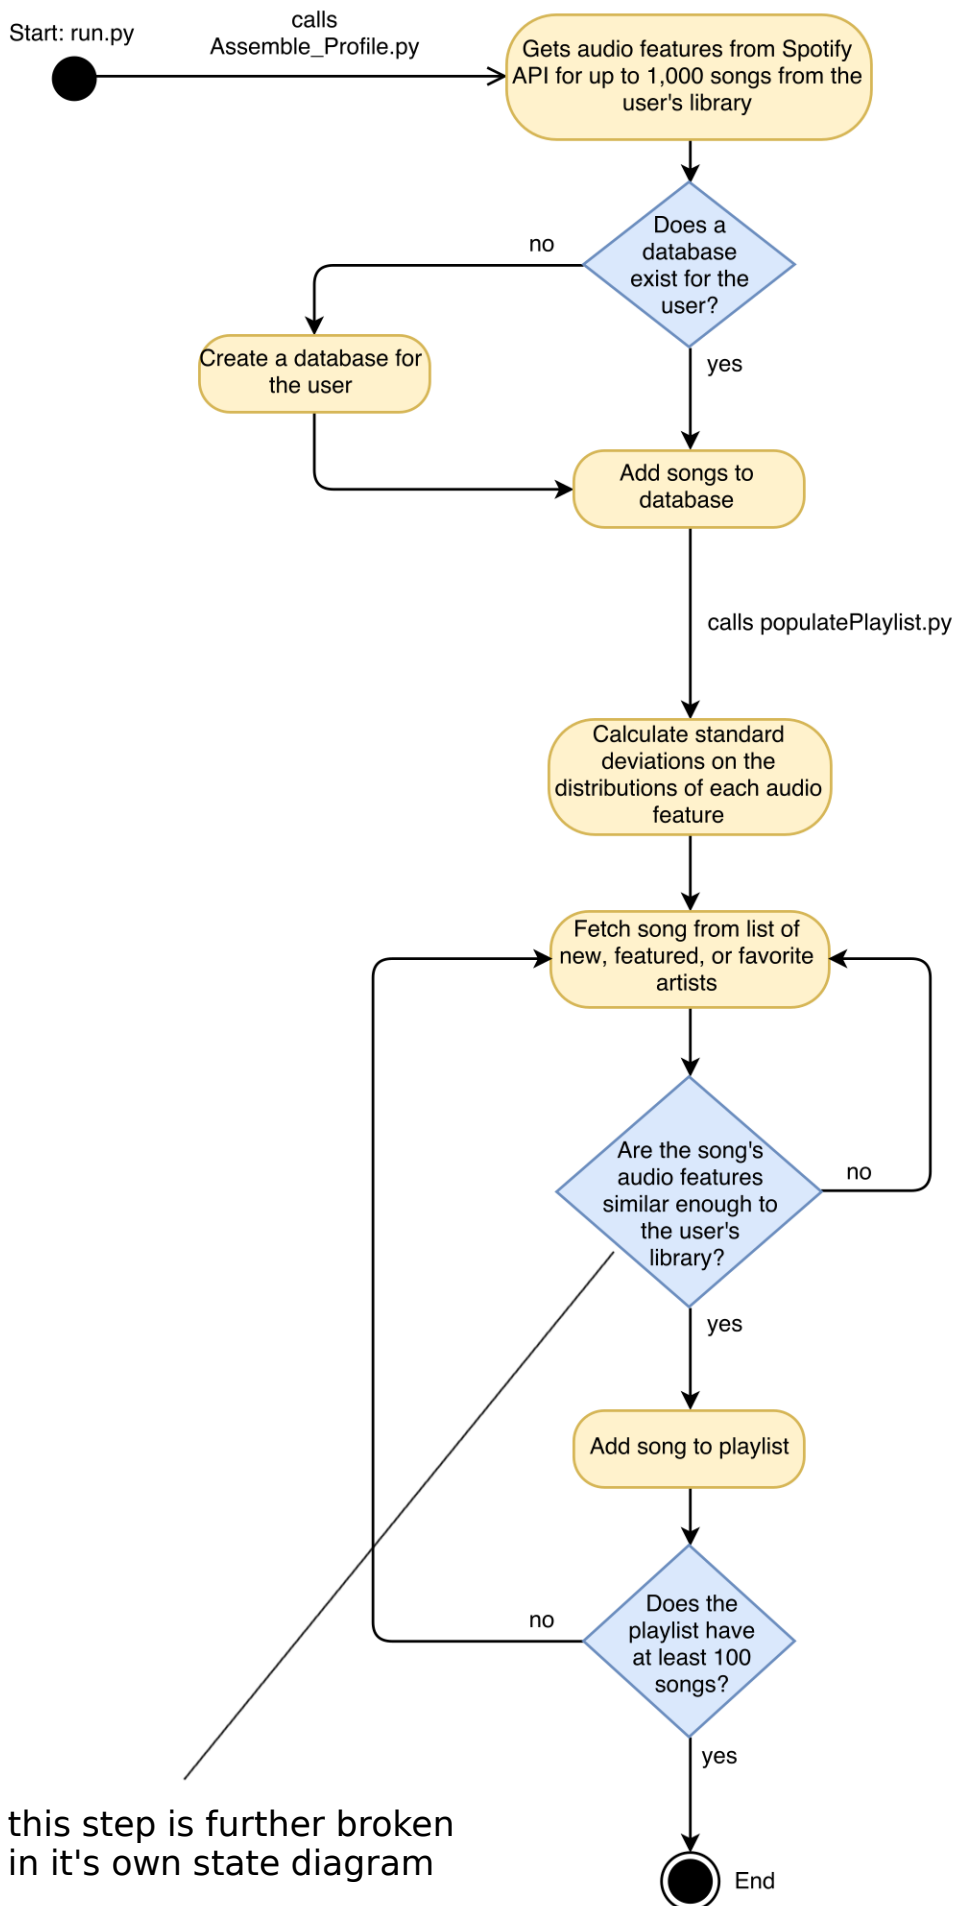 Start: run.py
calls
Assemble_Profile.py
Gets audio features from Spotify
API for up to 1,000 songs from the
user's library
Does a
database
exist for the
user?
no
yes
Create a database for
the user
Add songs to
database
calls populatePlaylist.py
Calculate standard
deviations on the
distributions of each audio
feature
Fetch song from list of
new, featured, or favorite
artists
Are the song's
audio features
similar enough to
the user's
library?
no
yes
Add song to playlist
Does the
playlist have
at least 100
songs?
no
yes
this step is further broken
in it's own state diagram
End